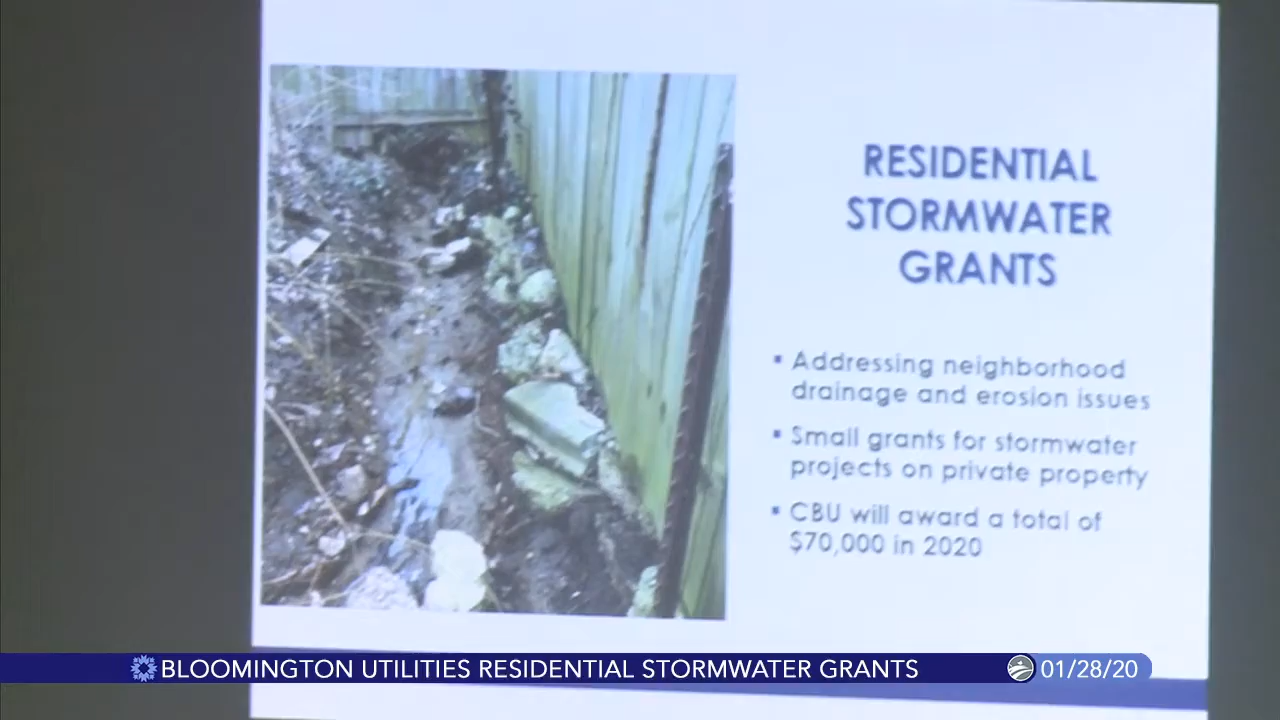 RESIDENTIAL
STORMWATER
GRANTS
▪ Addressing neighborhood
drainage and erosion issues
▪ Small grants for stormwater
projects on private property
▪ CBU will award a total of
$70,000 in 2020
BLOOMINGTON UTILITIES RESIDENTIAL STORMWATER GRANTS 01/28/20